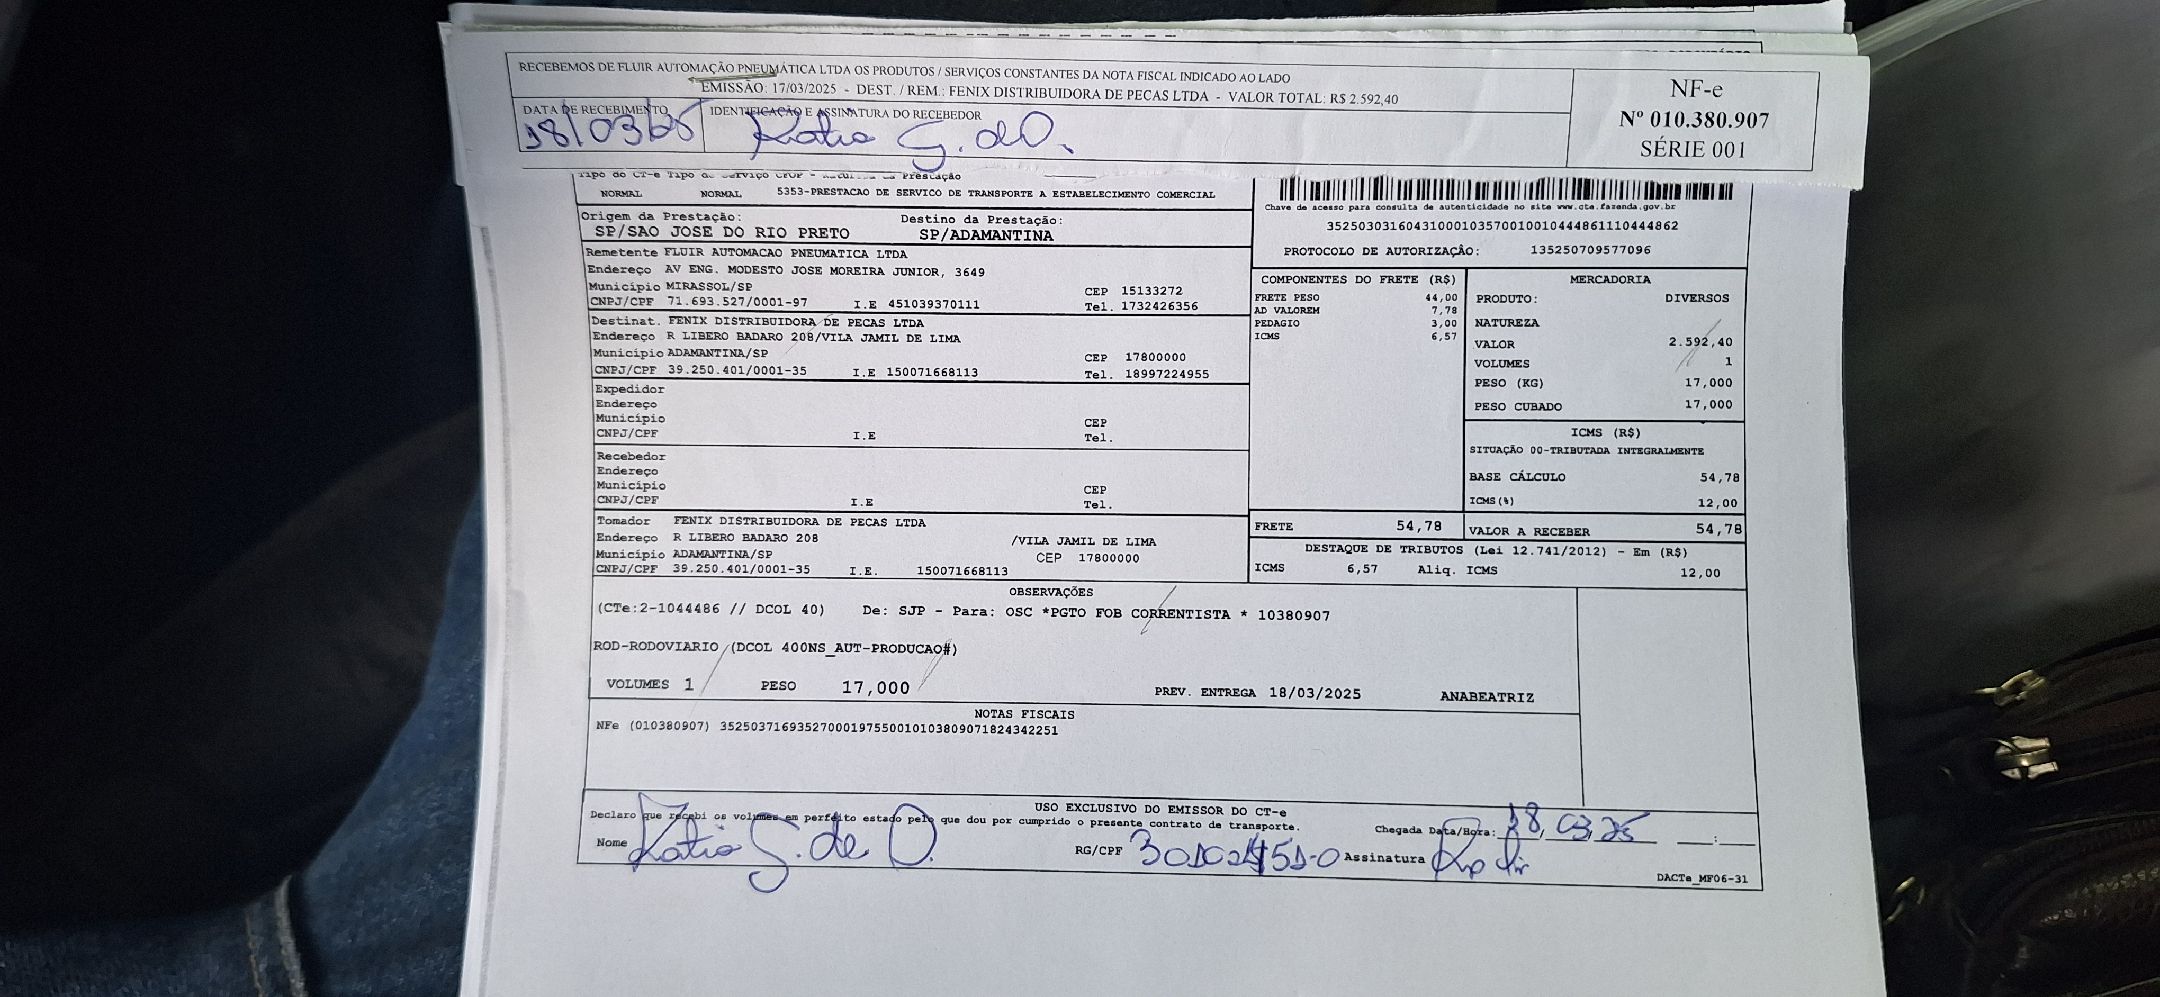 RECEBEMOS DE FLUIR AUTOMAÇÃO PNEUMÁTICA LTDA OS PRODUTOS / SERVIÇOS CONSTANTES DA NOTA FISCAL INDICADO AO LADO
EMISSÃO: 17/03/2025 - DEST. / REM.: FENIX DISTRIBUIDORA DE PECAS LTDA - VALOR TOTAL: R$ 2.592,40
DATA DE RECEBIMENTO IDENTIFICAÇÃO E ASSINATURA DO RECEBEDOR
18/03/25 Katia G. dO.
NF-e
Nº 010.380.907
SÉRIE 001
Tipo do CT-e Tipo de Serviço CFOP - Prestação
NORMAL NORMAL 5353-PRESTACAO DE SERVICO DE TRANSPORTE A ESTABELECIMENTO COMERCIAL
Origem da Prestação: Destino da Prestação:
SP/SAO JOSE DO RIO PRETO SP/ADAMANTINA
Chave de acesso para consulta de autenticidade no site www.cte.fazenda.gov.br
35250303160431000103570010010444861110444862
PROTOCOLO DE AUTORIZAÇÃO: 135250709577096
Remetente FLUIR AUTOMACAO PNEUMATICA LTDA
Endereço AV ENG. MODESTO JOSE MOREIRA JUNIOR, 3649
Município MIRASSOL/SP CEP 15133272
CNPJ/CPF 71.693.527/0001-97 I.E 451039370111 Tel. 1732426356
Destinat. FENIX DISTRIBUIDORA DE PECAS LTDA
Endereço R LIBERO BADARO 208/VILA JAMIL DE LIMA
Município ADAMANTINA/SP CEP 17800000
CNPJ/CPF 39.250.401/0001-35 I.E 150071668113 Tel. 18997224955
Expedidor
Endereço
Município CEP
CNPJ/CPF I.E Tel.
Recebedor
Endereço
Município CEP
CNPJ/CPF I.E Tel.
Tomador FENIX DISTRIBUIDORA DE PECAS LTDA
Endereço R LIBERO BADARO 208 /VILA JAMIL DE LIMA
Município ADAMANTINA/SP CEP 17800000
CNPJ/CPF 39.250.401/0001-35 I.E. 150071668113
COMPONENTES DO FRETE (R$)
FRETE PESO 44,00
AD VALOREM 7,78
PEDAGIO 3,00
ICMS 6,57
MERCADORIA
PRODUTO: DIVERSOS
NATUREZA
VALOR 2.592,40
VOLUMES 1
PESO (KG) 17,000
PESO CUBADO 17,000
ICMS (R$)
SITUAÇÃO 00-TRIBUTADA INTEGRALMENTE
BASE CÁLCULO 54,78
ICMS(%) 12,00
FRETE 54,78 VALOR A RECEBER 54,78
DESTAQUE DE TRIBUTOS (Lei 12.741/2012) - Em (R$)
ICMS 6,57 Aliq. ICMS 12,00
OBSERVAÇÕES
(CTe:2-1044486 // DCOL 40) De: SJP - Para: OSC *PGTO FOB CORRENTISTA * 10380907
ROD-RODOVIARIO (DCOL 400NS_AUT-PRODUCAO#)
VOLUMES 1 PESO 17,000 PREV. ENTREGA 18/03/2025 ANABEATRIZ
NOTAS FISCAIS
NFe (010380907) 35250371693527000197550010103809071824342251
USO EXCLUSIVO DO EMISSOR DO CT-e
Declaro que recebi os volumes em perfeito estado pelo que dou por cumprido o presente contrato de transporte.
Chegada Data/Hora: 18,03,25 :
Nome Katia G. de O. RG/CPF Assinatura
DACTe_MF06-31